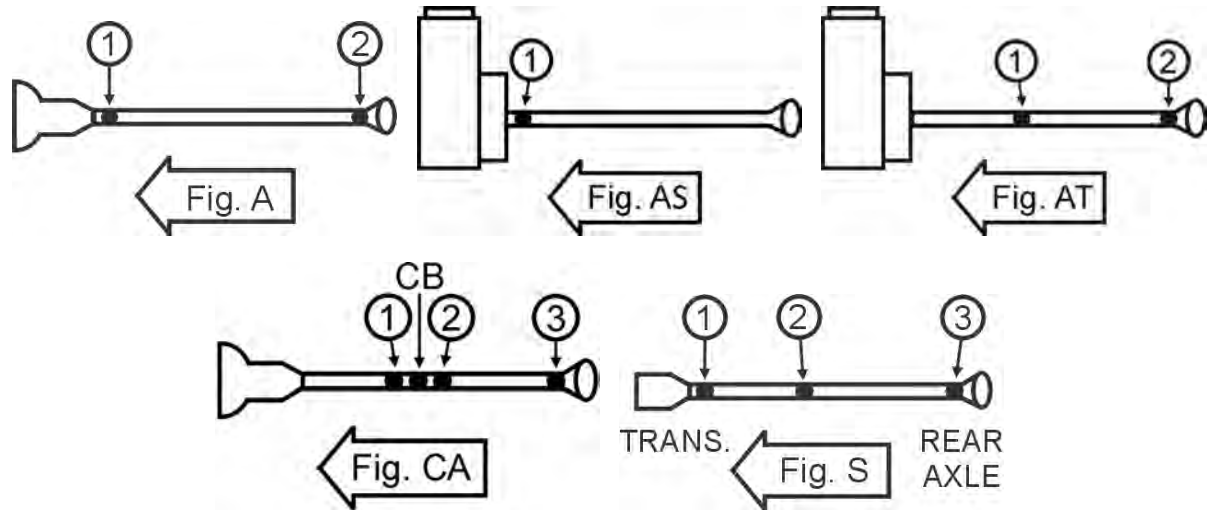 1 2
Fig. A
1
Fig. AS
1 2
Fig. AT
CB
1 2 3
Fig. CA
1 2 3
TRANS. REAR
AXLE
Fig. S